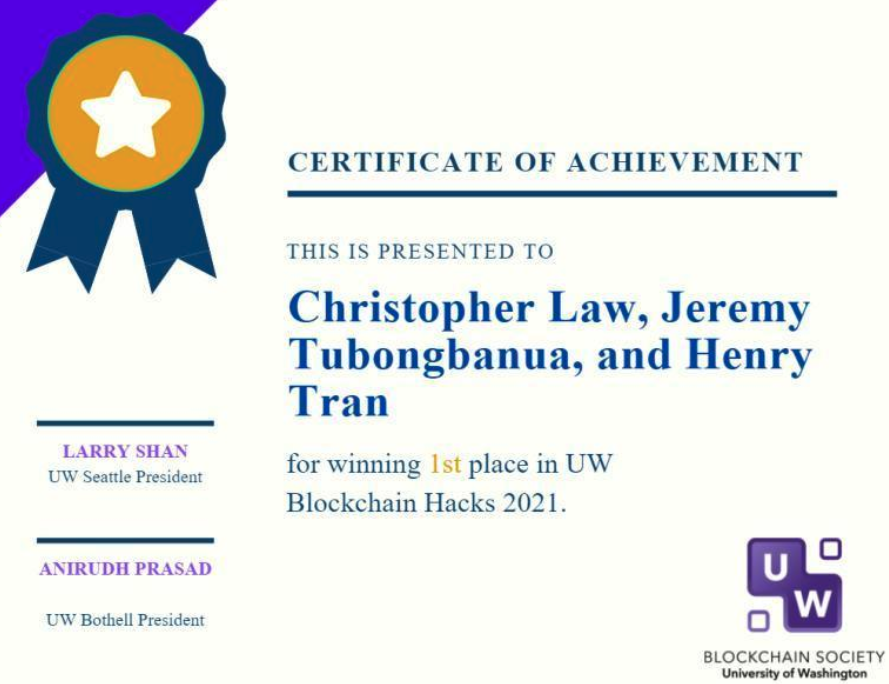 CERTIFICATE OF ACHIEVEMENT
THIS IS PRESENTED TO
Christopher Law, Jeremy
Tubongbanua, and Henry
Tran
for winning 1st place in UW
Blockchain Hacks 2021.
LARRY SHAN
UW Seattle President
ANIRUDH PRASAD
UW Bothell President
U
W
BLOCKCHAIN SOCIETY
University of Washington